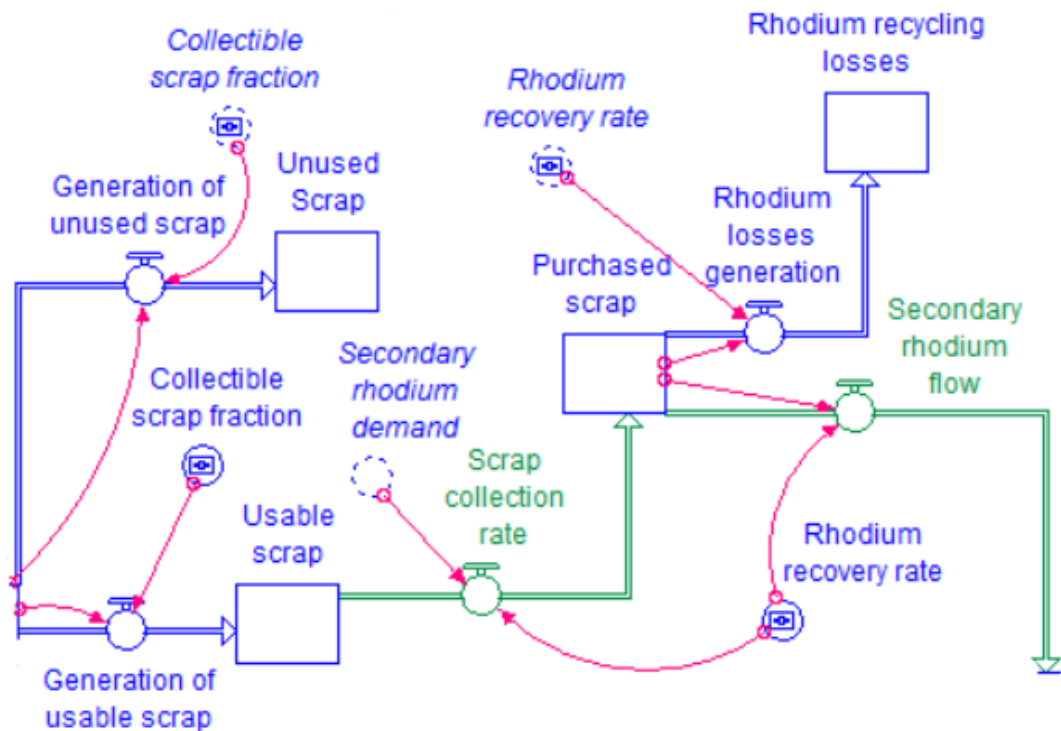 Collectible
scrap fraction
Rhodium recycling
losses
Rhodium
recovery rate
Generation of
unused scrap
Unused
Scrap
Rhodium
losses
generation
Purchased
scrap
Secondary
rhodium
flow
Secondary
rhodium
demand
Collectible
scrap fraction
Scrap
collection
rate
Usable
scrap
Rhodium
recovery rate
Generation of
usable scrap